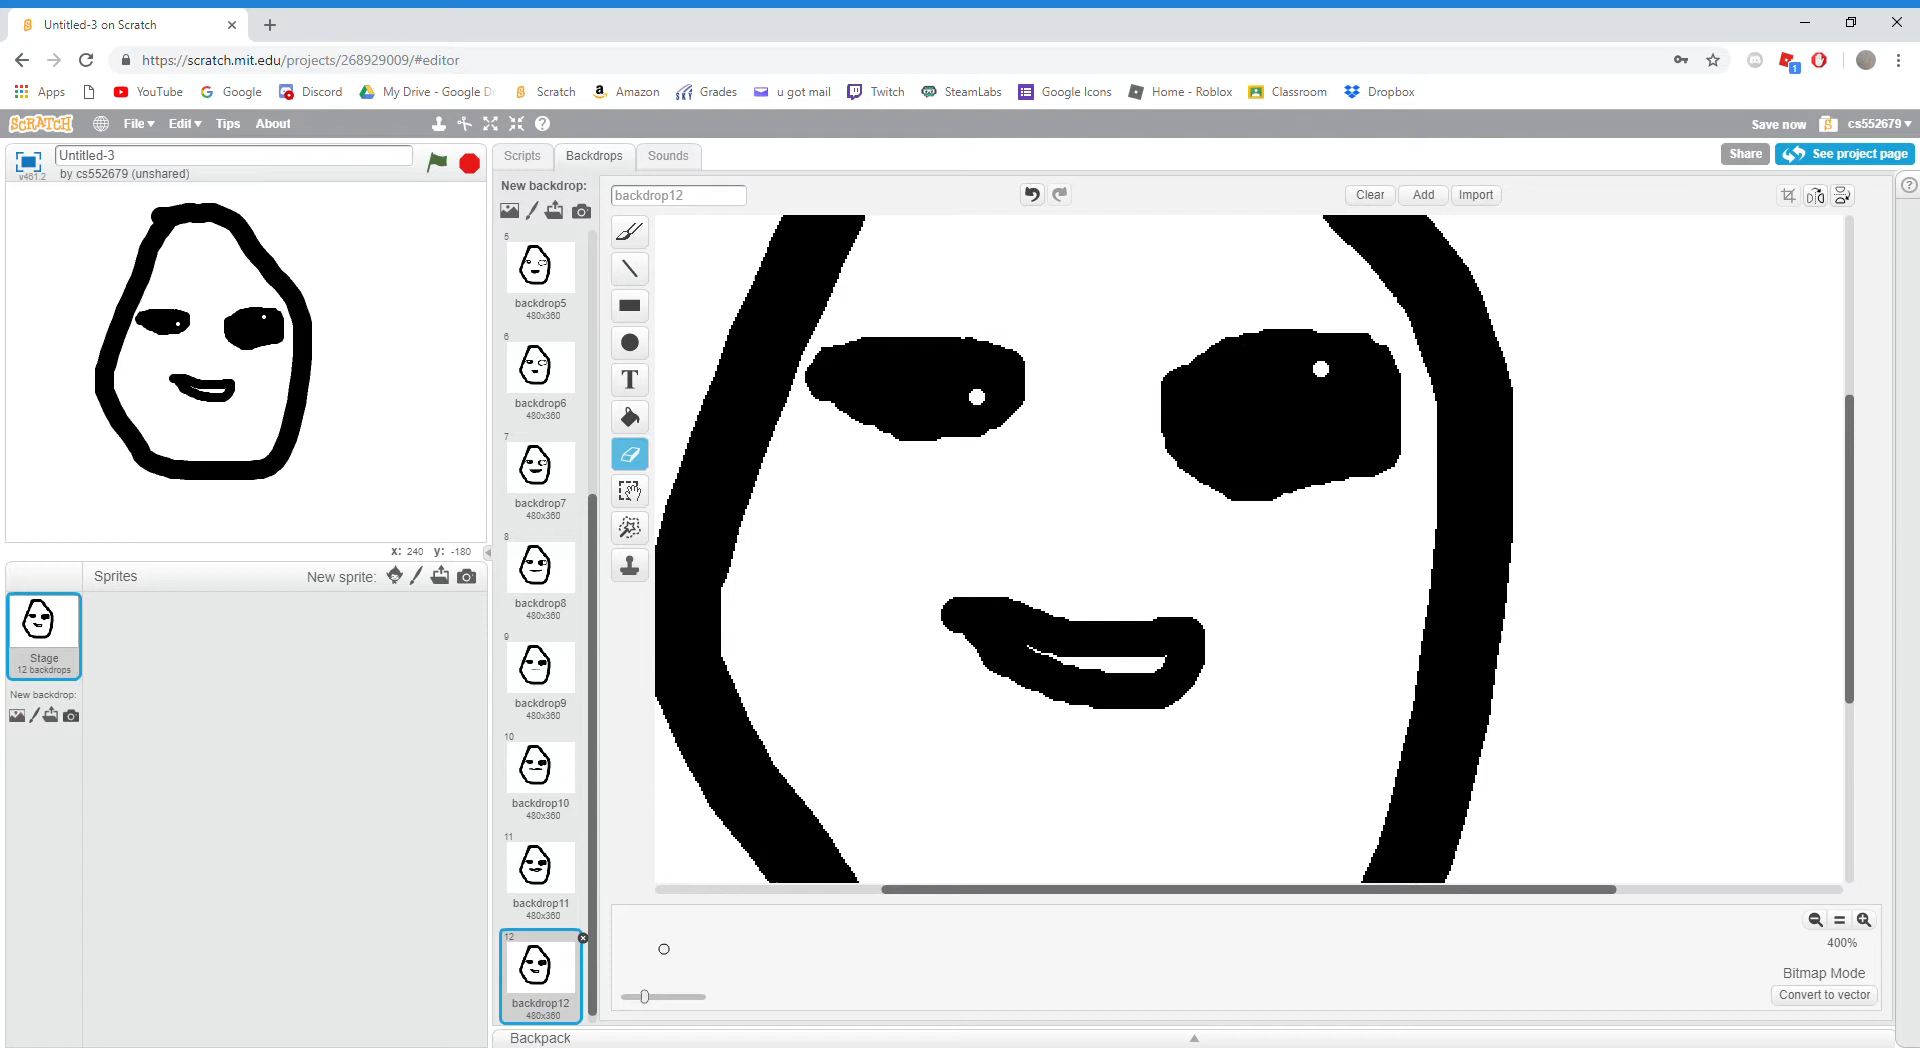 Untitled-3 on Scratch
https://scratch.mit.edu/projects/268929009/#editor
1
Apps YouTube Google Discord My Drive - Google Dr Scratch Amazon Grades u got mail Twitch SteamLabs Google Icons Home - Roblox Classroom Dropbox
SCRATCH File Edit Tips About Save now cs552679
Untitled-3
v461.2 by cs552679 (unshared)
Scripts Backdrops Sounds
Share See project page
New backdrop:
backdrop12
Clear Add Import
T
5
backdrop5
480x360
6
backdrop6
480x360
7
backdrop7
480x360
8
backdrop8
480x360
9
backdrop9
480x360
10
backdrop10
480x360
11
backdrop11
480x360
12
backdrop12
480x360
x: 240 y: -180
Sprites New sprite:
Stage
12 backdrops
New backdrop:
400%
Bitmap Mode
Convert to vector
Backpack